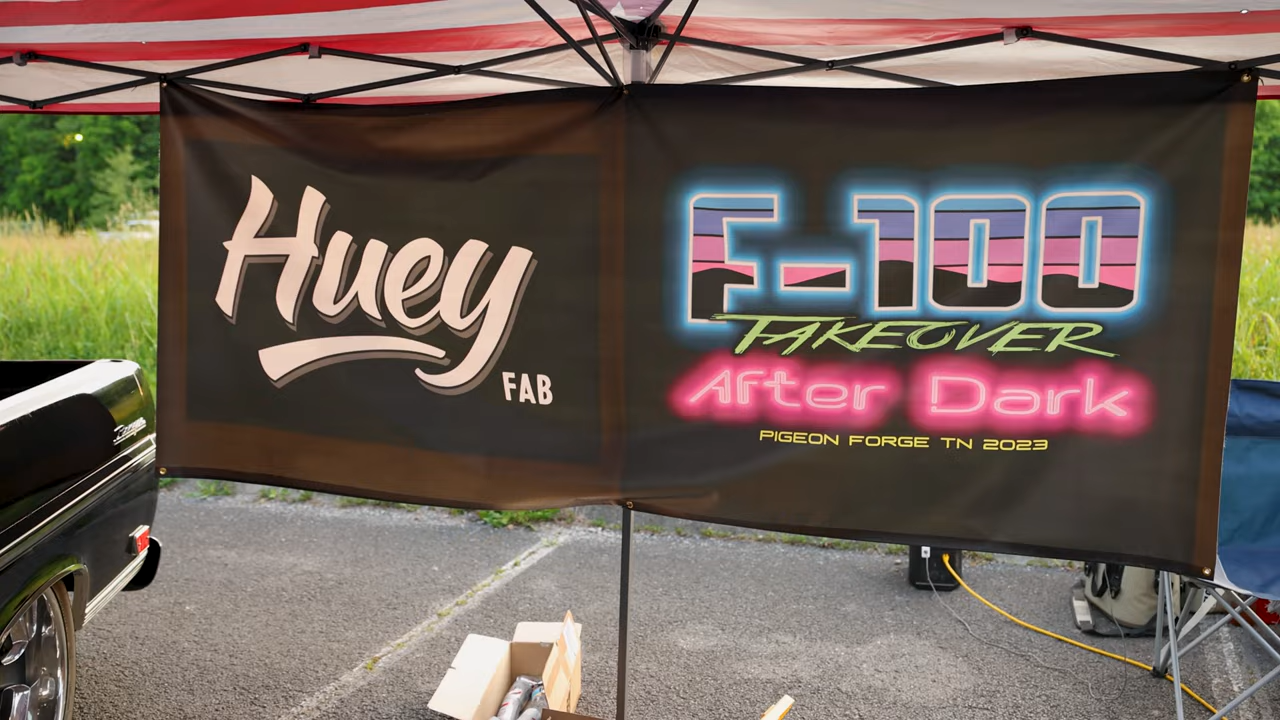 Huey
FAB
F-100
TAKEOVER
After Dark
PIGEON FORGE TN 2023